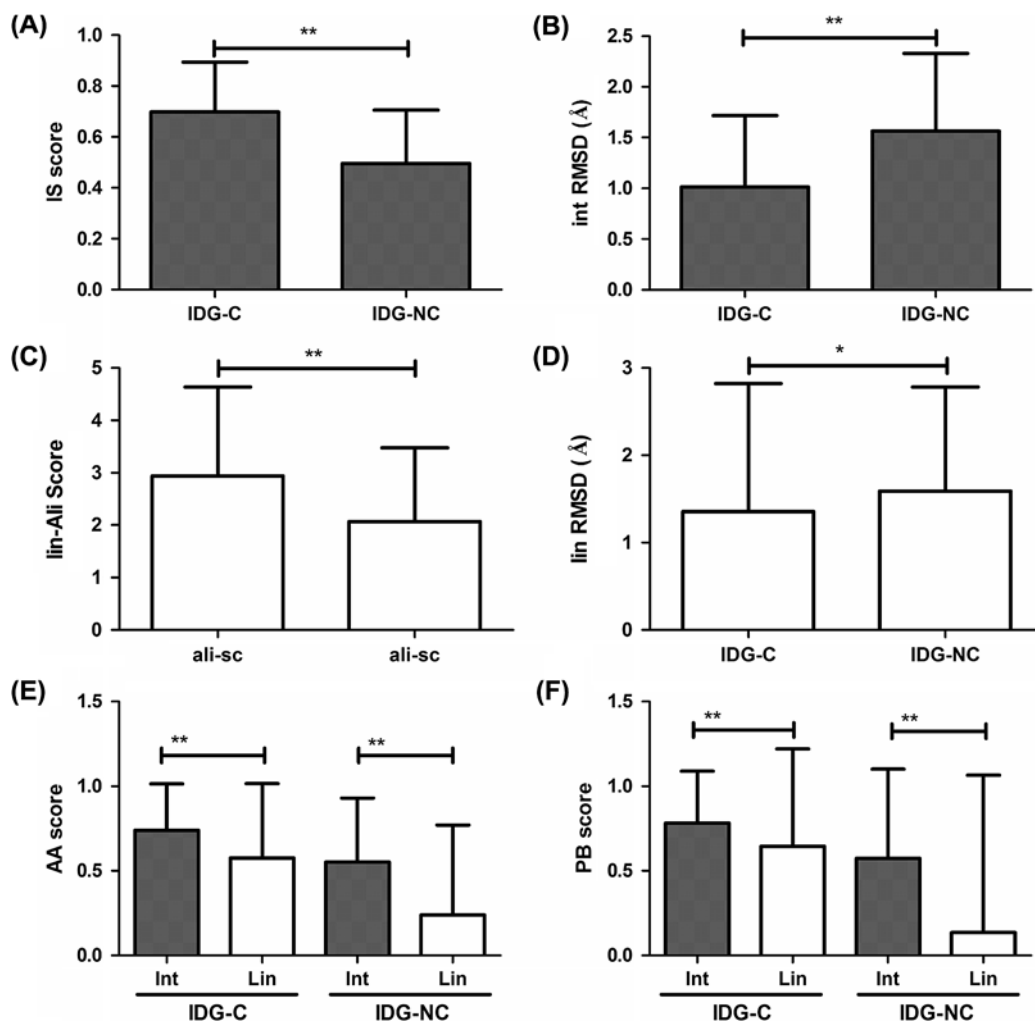 (A)
IS score
1.0
0.8
0.6
0.4
0.2
0.0
**
IDG-C IDG-NC
(B)
int RMSD (Å)
2.5
2.0
1.5
1.0
0.5
0.0
**
IDG-C IDG-NC
(C)
lin-Ali Score
5
4
3
2
1
0
**
ali-sc ali-sc
(D)
lin RMSD (Å)
3
2
1
0
*
IDG-C IDG-NC
(E)
AA score
1.5
1.0
0.5
0.0
** **
Int Lin Int Lin
IDG-C IDG-NC
(F)
PB score
1.5
1.0
0.5
0.0
** **
Int Lin Int Lin
IDG-C IDG-NC